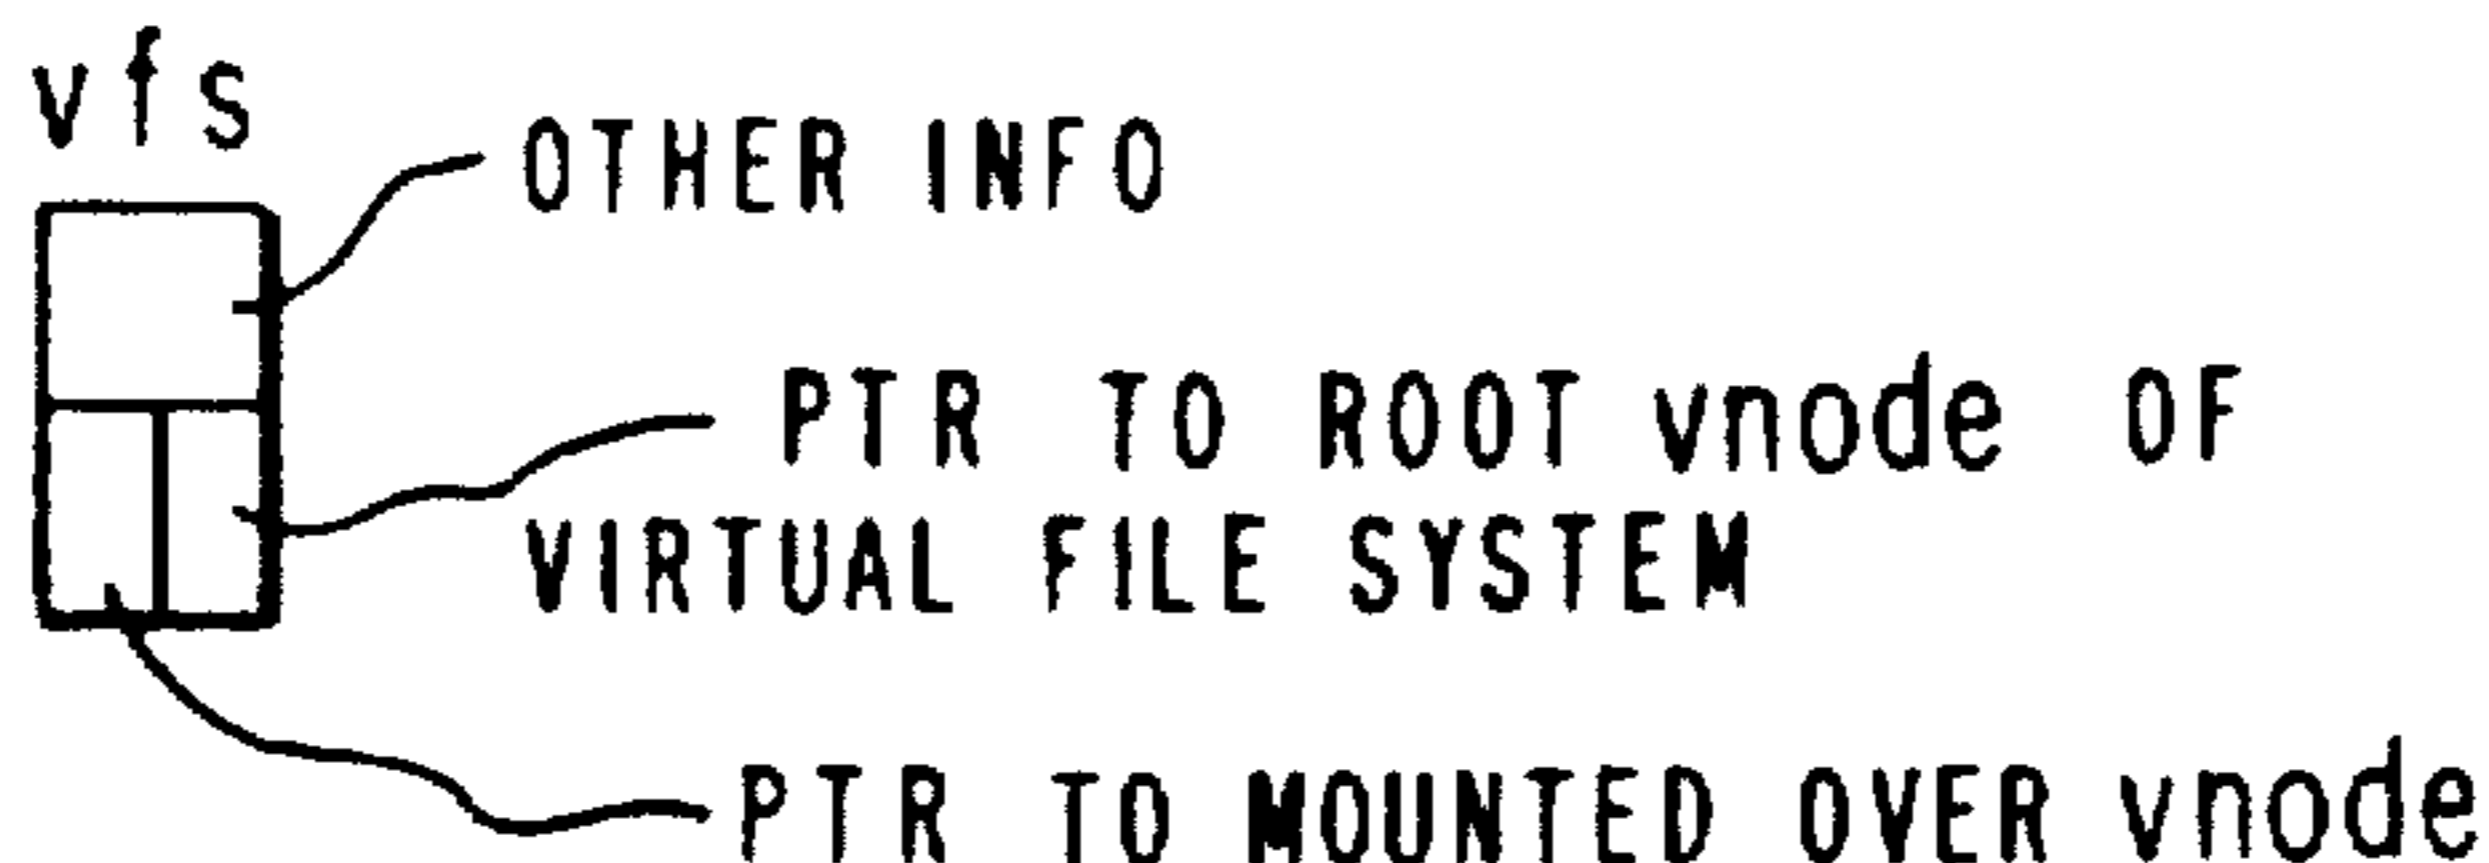 vfs
OTHER INFO
PTR TO ROOT vnode OF
VIRTUAL FILE SYSTEM
PTR TO MOUNTED OVER vnode